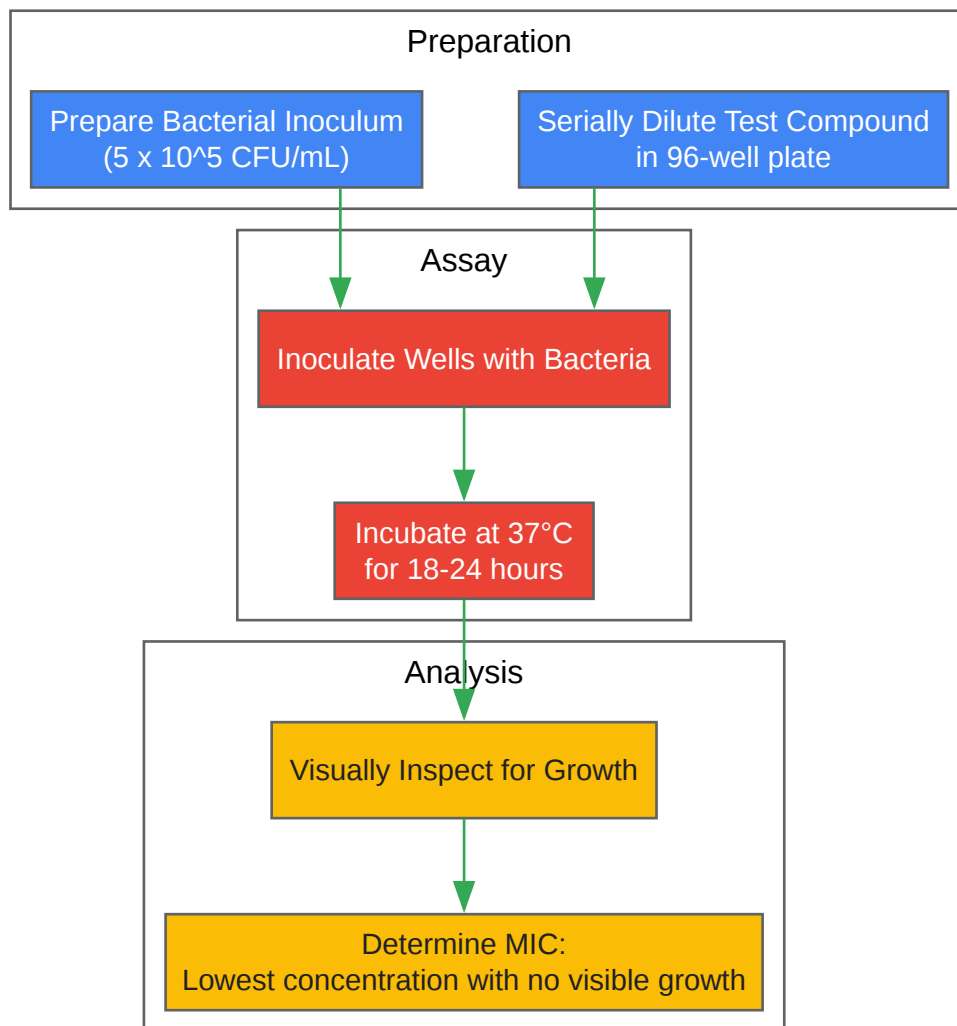 Preparation
Prepare Bacterial Inoculum
(5 x 10^5 CFU/mL)
Serially Dilute Test Compound
in 96-well plate
Assay
Inoculate Wells with Bacteria
Incubate at 37°C
for 18-24 hours
Analysis
Visually Inspect for Growth
Determine MIC:
Lowest concentration with no visible growth